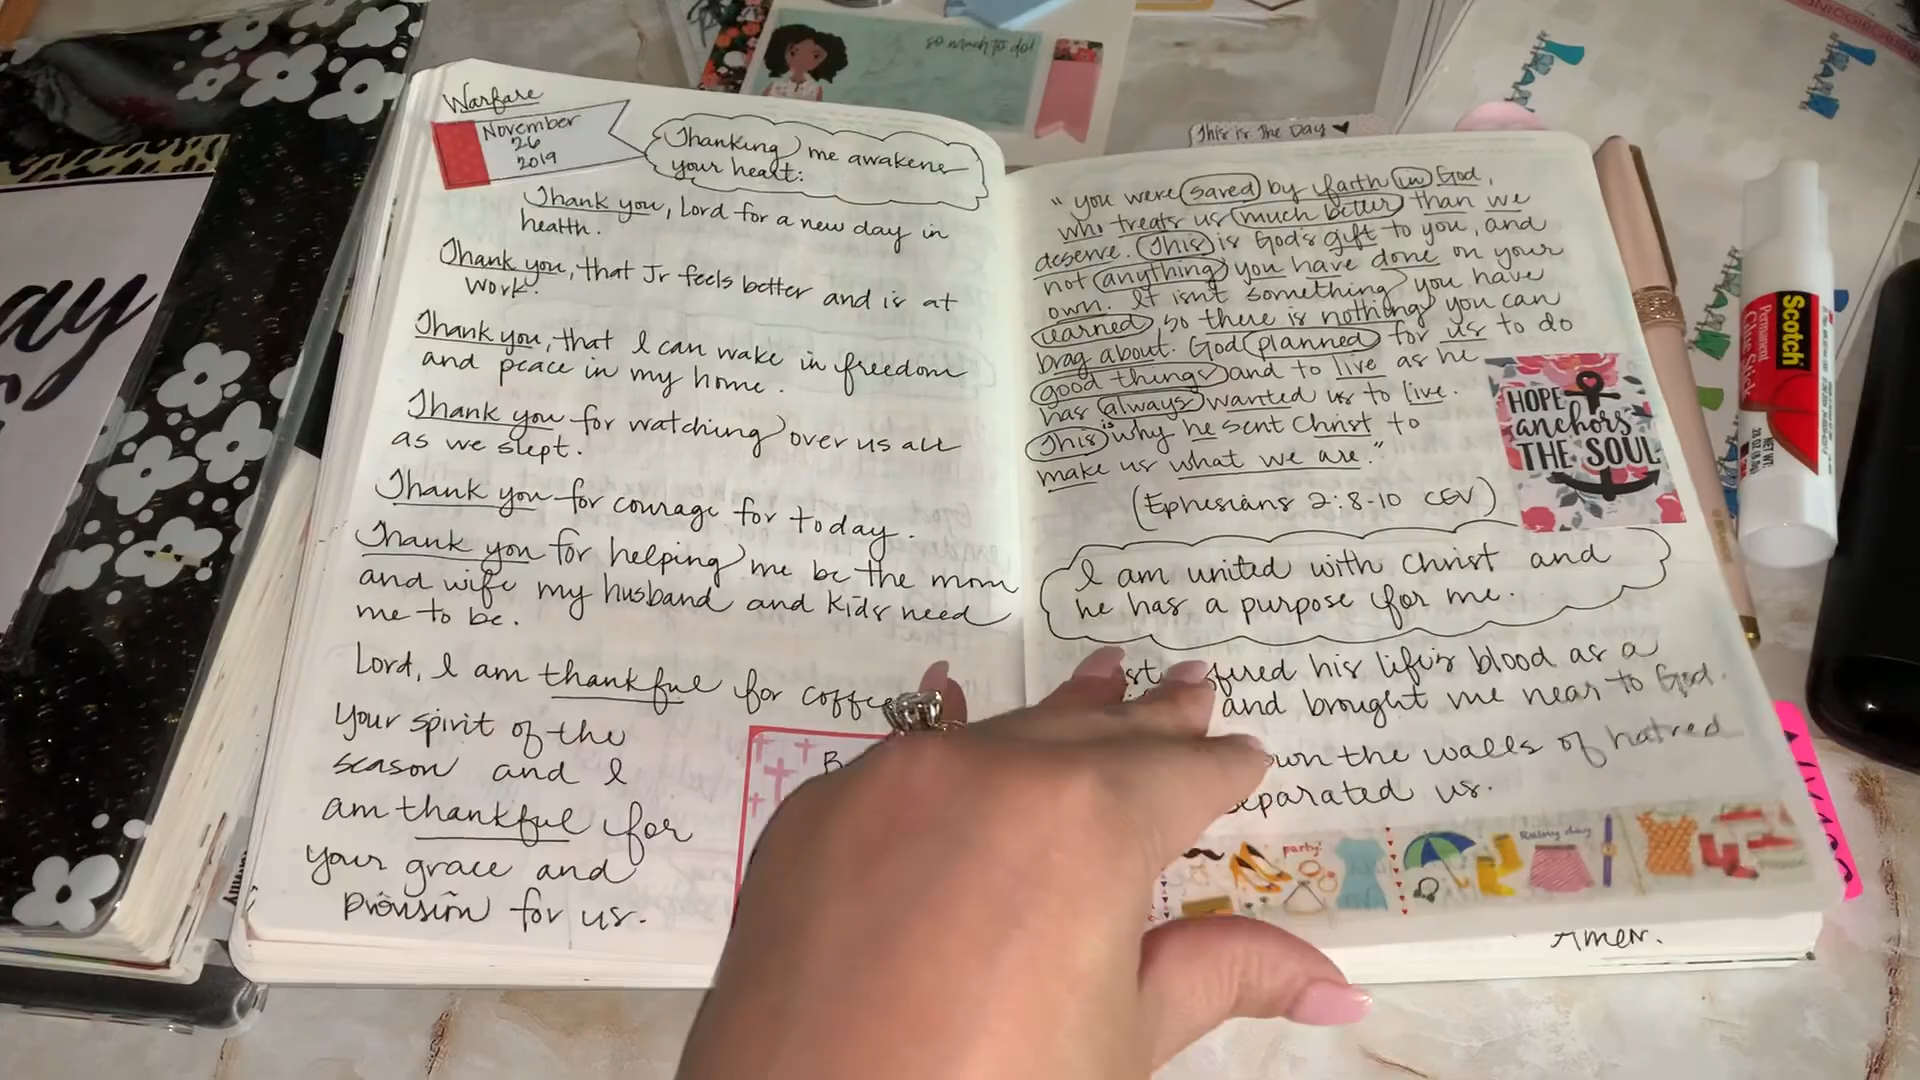 Warfare
November
26
2019
Thanking me awakens
your heart:
Thank you, Lord for a new day in
health.
Thank you, that Jr feels better and is at
work.
Thank you, that I can wake in freedom
and peace in my home.
Thank you for watching over us all
as we slept.
Thank you for courage for today.
Thank you for helping me be the mom
and wife my husband and kids need
me to be.
Lord, I am thankful for coffee
your spirit of the
season and I
am thankful for
your grace and
provision for us.
so much to do!
This is The Day
"you were saved by faith in God,
who treats us much better than we
deserve. This is God's gift to you, and
not anything you have done on your
own. It isn't something you have
earned, so there is nothing you can
brag about. God planned for us to do
good things and to live as he
has always wanted us to live.
This is why he sent Christ to
make us what we are."
(Ephesians 2:8-10 CEV)
HOPE
anchors
THE SOUL
I am united with Christ and
he has a purpose for me.
his life's blood as a
and brought me near to God.
the walls of hatred
separated us.
party!
Rainy day
Amen.
Scotch
Permanent
Glue Stick
ay